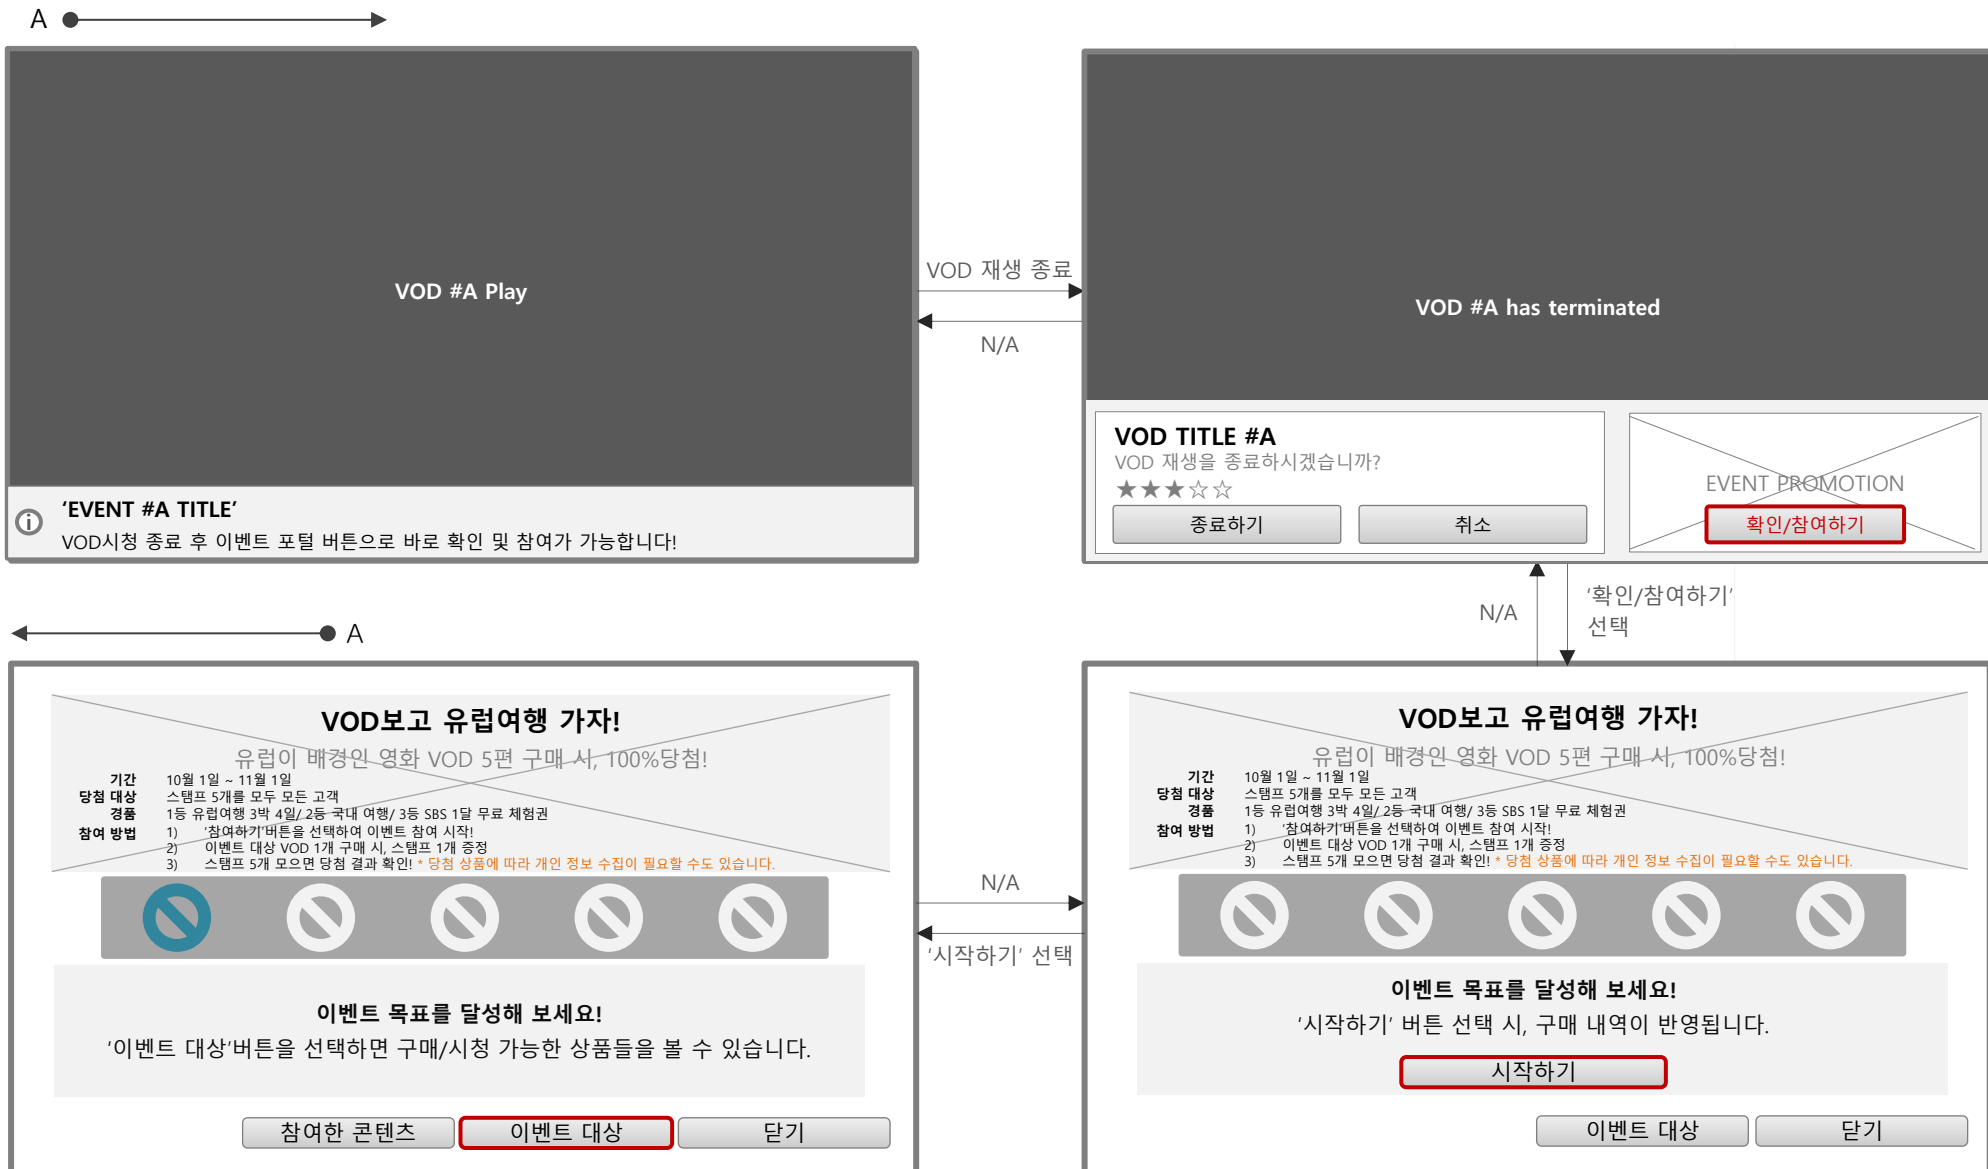 A
VOD #A Play
'EVENT #A TITLE'
VOD시청 종료 후 이벤트 포털 버튼으로 바로 확인 및 참여가 가능합니다!
VOD 재생 종료
N/A
VOD #A has terminated
VOD TITLE #A
VOD 재생을 종료하시겠습니까?
★★★☆☆
종료하기
취소
EVENT PROMOTION
확인/참여하기
N/A
'확인/참여하기'
선택
A
VOD보고 유럽여행 가자!
유럽이 배경인 영화 VOD 5편 구매 시, 100%당첨!
기간 10월 1일 ~ 11월 1일
당첨 대상 스탬프 5개를 모두 모든 고객
경품 1등 유럽여행 3박 4일/ 2등 국내 여행/ 3등 SBS 1달 무료 체험권
참여 방법 1) '참여하기'버튼을 선택하여 이벤트 참여 시작!
2) 이벤트 대상 VOD 1개 구매 시, 스탬프 1개 증정
3) 스탬프 5개 모으면 당첨 결과 확인! * 당첨 상품에 따라 개인 정보 수집이 필요할 수도 있습니다.
이벤트 목표를 달성해 보세요!
'이벤트 대상'버튼을 선택하면 구매/시청 가능한 상품들을 볼 수 있습니다.
참여한 콘텐츠
이벤트 대상
닫기
N/A
'시작하기' 선택
VOD보고 유럽여행 가자!
유럽이 배경인 영화 VOD 5편 구매 시, 100%당첨!
기간 10월 1일 ~ 11월 1일
당첨 대상 스탬프 5개를 모두 모든 고객
경품 1등 유럽여행 3박 4일/ 2등 국내 여행/ 3등 SBS 1달 무료 체험권
참여 방법 1) '참여하기'버튼을 선택하여 이벤트 참여 시작!
2) 이벤트 대상 VOD 1개 구매 시, 스탬프 1개 증정
3) 스탬프 5개 모으면 당첨 결과 확인! * 당첨 상품에 따라 개인 정보 수집이 필요할 수도 있습니다.
이벤트 목표를 달성해 보세요!
'시작하기' 버튼 선택 시, 구매 내역이 반영됩니다.
시작하기
이벤트 대상
닫기